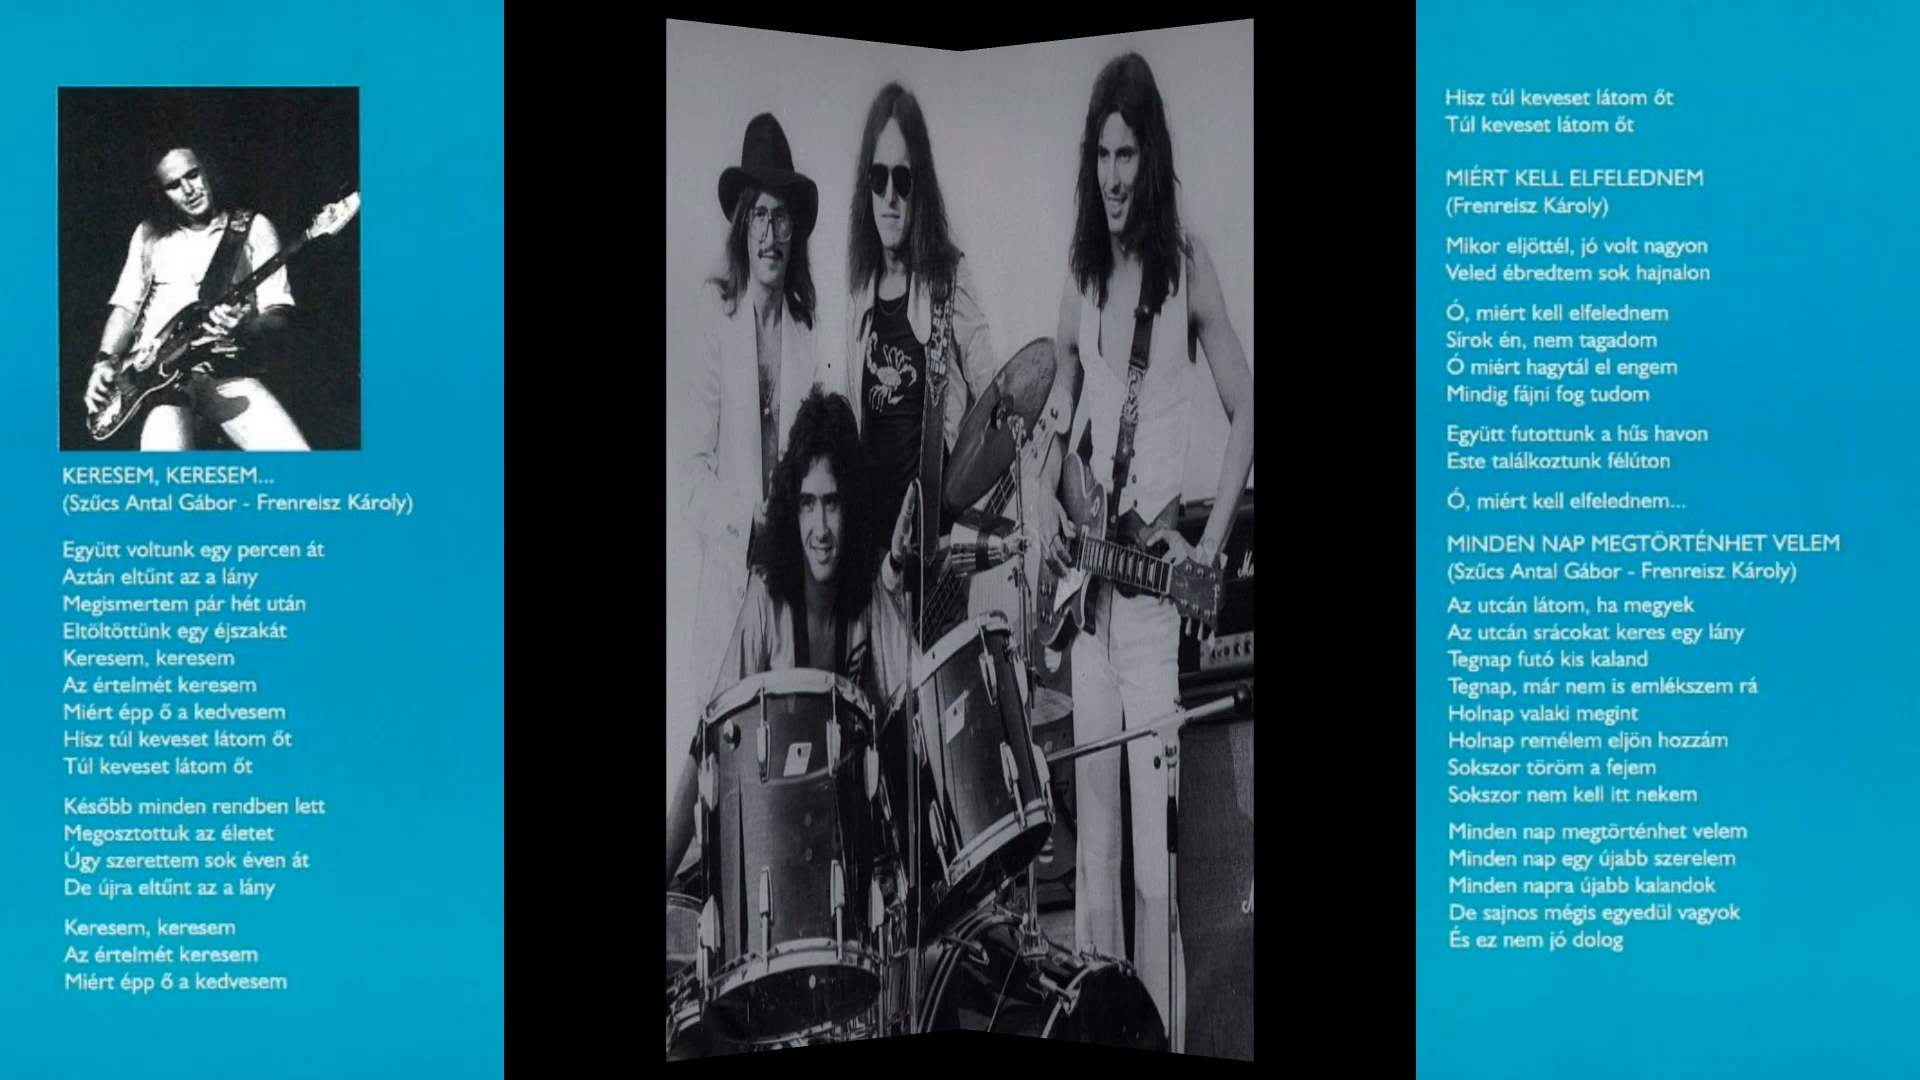 KERESEM, KERESEM...
(Szűcs Antal Gábor - Frenreisz Károly)
Együtt voltunk egy percen át
Aztán eltűnt az a lány
Megismertem pár hét után
Eltöltöttünk egy éjszakát
Keresem, keresem
Az értelmét keresem
Miért épp ő a kedvesem
Hisz túl keveset látom őt
Túl keveset látom őt
Később minden rendben lett
Megosztottuk az életet
Úgy szerettem sok éven át
De újra eltűnt az a lány
Keresem, keresem
Az értelmét keresem
Miért épp ő a kedvesem
Hisz túl keveset látom őt
Túl keveset látom őt
MIÉRT KELL ELFELEDNEM
(Frenreisz Károly)
Mikor eljöttél, jó volt nagyon
Veled ébredtem sok hajnalon
Ó, miért kell elfelednem
Sírok én, nem tagadom
Ó miért hagytál el engem
Mindig fájni fog tudom
Együtt futottunk a hűs havon
Este találkoztunk félúton
Ó, miért kell elfelednem...
MINDEN NAP MEGTÖRTÉNHET VELEM
(Szűcs Antal Gábor - Frenreisz Károly)
Az utcán látom, ha megyek
Az utcán srácokat keres egy lány
Tegnap futó kis kaland
Tegnap, már nem is emlékszem rá
Holnap valaki megint
Holnap remélem eljön hozzám
Sokszor töröm a fejem
Sokszor nem kell itt nekem
Minden nap megtörténhet velem
Minden nap egy újabb szerelem
Minden napra újabb kalandok
De sajnos mégis egyedül vagyok
És ez nem jó dolog